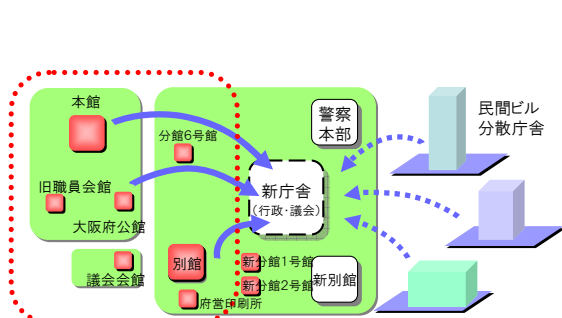 本館
旧職員会館
大阪府公館
議会会館
分館6号館
別館
府営印刷所
警察
本部
新庁舎
(行政・議会)
新分館1号館
新分館2号館
新別館
民間ビル
分散庁舎